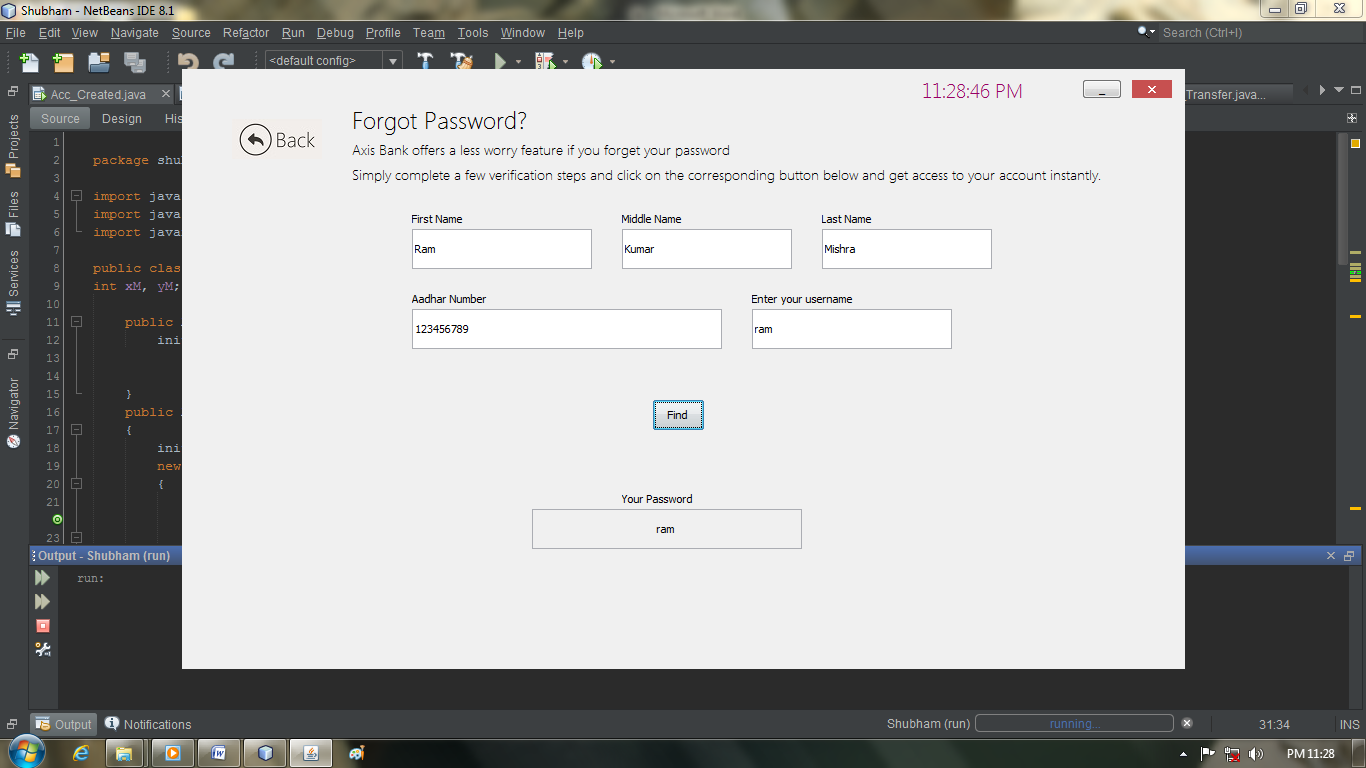 Shubham - NetBeans IDE 8.1
File Edit View Navigate Source Refactor Run Debug Profile Team Tools Window Help
Search (Ctrl+I)
<default config>
Acc_Created.java
_Transfer.java...
Source Design His
1
2 package shu
3
4 import java
5 import java
6 import java
7
8 public class
9 int xM, yM;
10
11 public
12 ini
13
14
15 }
16 public
17 {
18 ini
19 new
20 {
21
23
Projects
Files
Services
Navigator
11:28:46 PM
Back
Forgot Password?
Axis Bank offers a less worry feature if you forget your password
Simply complete a few verification steps and click on the corresponding button below and get access to your account instantly.
First Name Middle Name Last Name
Ram Kumar Mishra
Aadhar Number Enter your username
123456789 ram
Find
Your Password
ram
Output - Shubham (run)
run:
Output Notifications
Shubham (run) running... 31:34 INS
PM 11:28